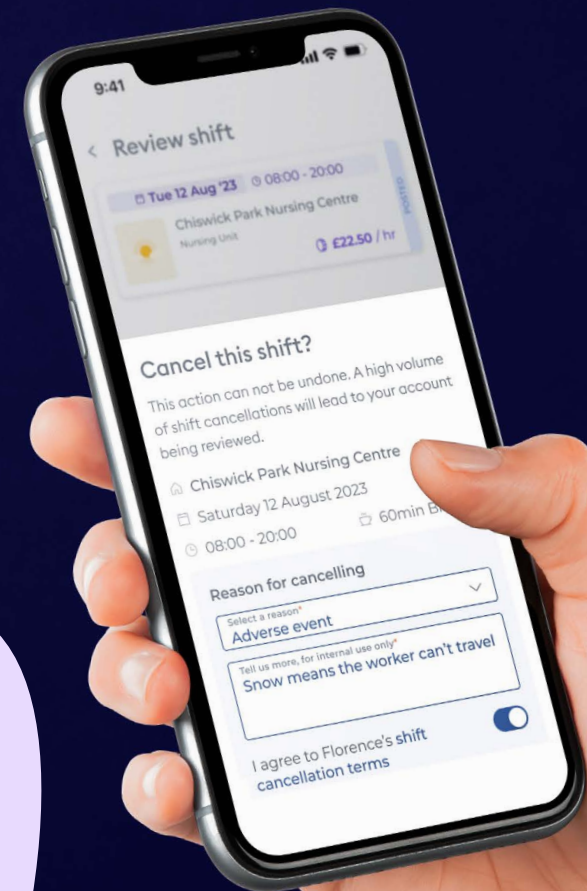 9:41
Review shift
Tue 12 Aug '23 08:00 - 20:00
Chiswick Park Nursing Centre
Nursing Unit
£22.50 / hr
POSTED
Cancel this shift?
This action can not be undone. A high volume
of shift cancellations will lead to your account
being reviewed.
Chiswick Park Nursing Centre
Saturday 12 August 2023
08:00 - 20:00 60min
Reason for cancelling
Select a reason*
Adverse event
Tell us more, for internal use only*
Snow means the worker can't travel
I agree to Florence's shift
cancellation terms